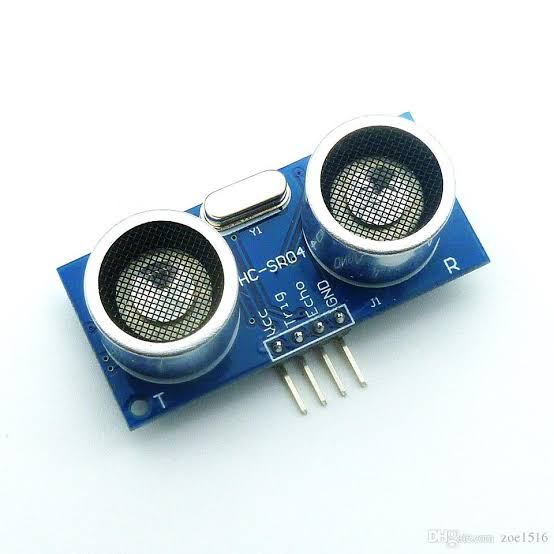 Y1
HC-SR04
Vcc
Trig
Echo
GND
J1
R
T
DHgate.com zoe1516